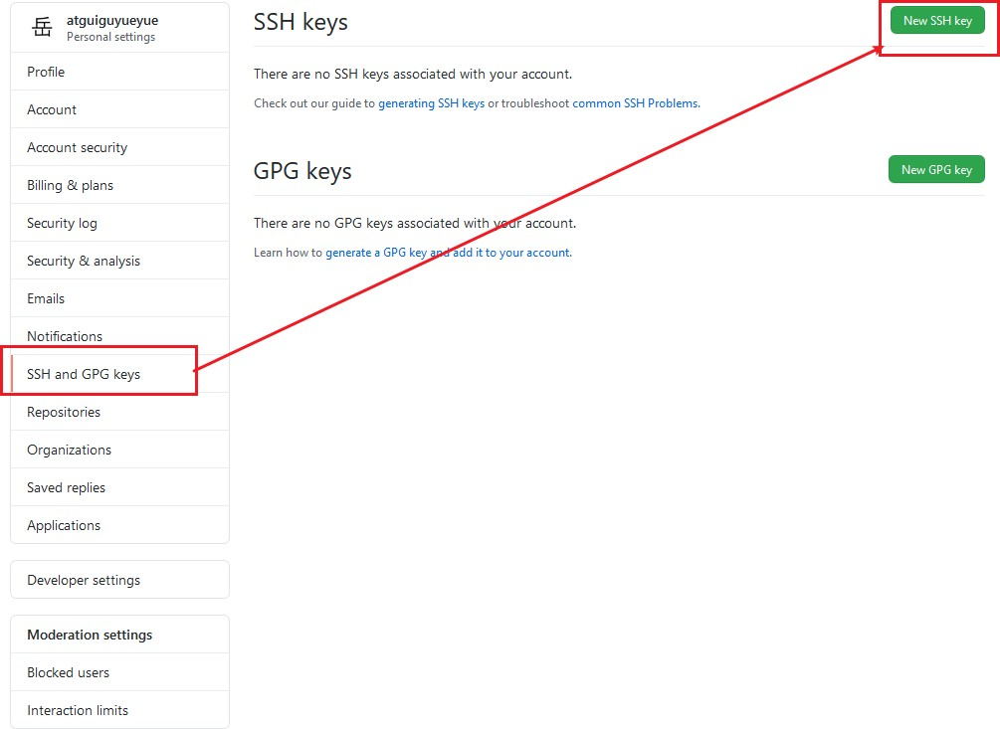 岳
atguiguyueyue
Personal settings
Profile
Account
Account security
Billing & plans
Security log
Security & analysis
Emails
Notifications
SSH and GPG keys
Repositories
Organizations
Saved replies
Applications
Developer settings
Moderation settings
Blocked users
Interaction limits
SSH keys
New SSH key
There are no SSH keys associated with your account.
Check out our guide to generating SSH keys or troubleshoot common SSH Problems.
GPG keys
New GPG key
There are no GPG keys associated with your account.
Learn how to generate a GPG key and add it to your account.